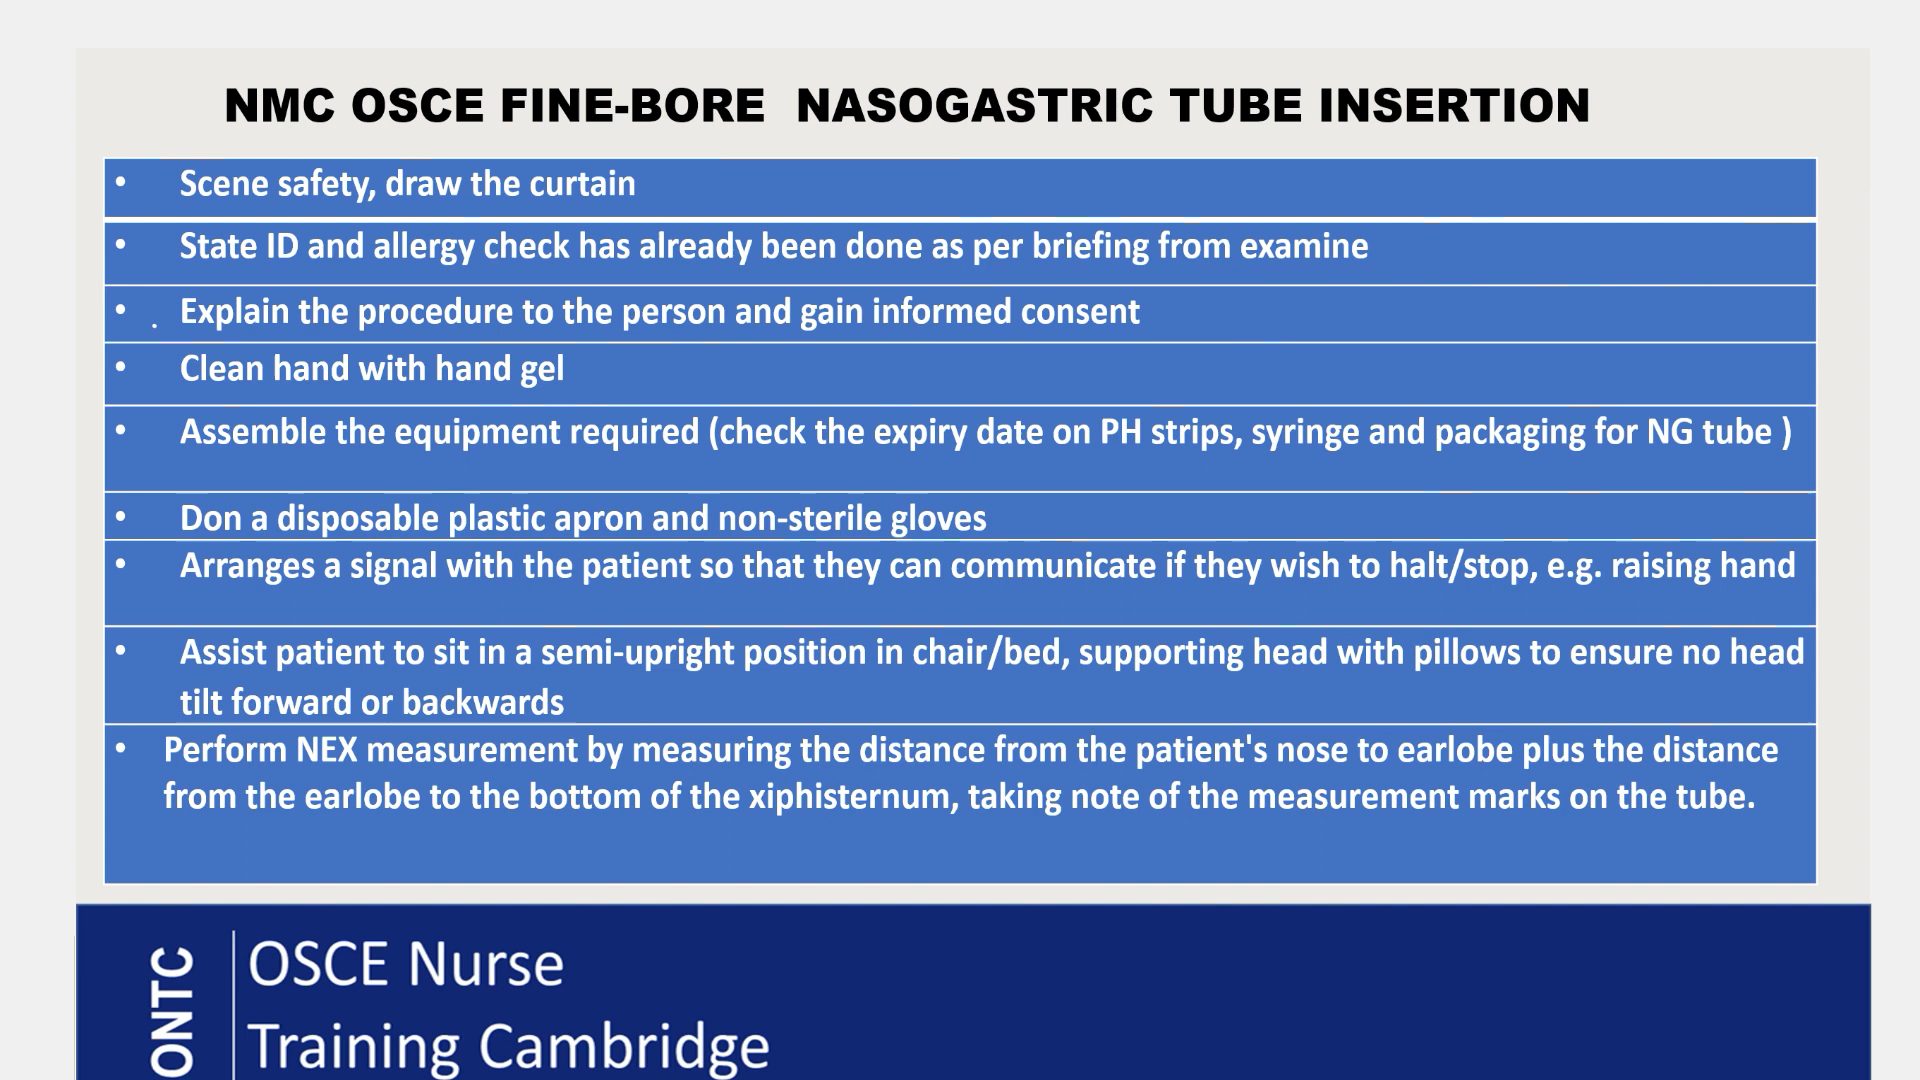 NMC OSCE FINE-BORE  NASOGASTRIC TUBE INSERTION
• Scene safety, draw the curtain
• State ID and allergy check has already been done as per briefing from examine
• . Explain the procedure to the person and gain informed consent
• Clean hand with hand gel
• Assemble the equipment required (check the expiry date on PH strips, syringe and packaging for NG tube )
• Don a disposable plastic apron and non-sterile gloves
• Arranges a signal with the patient so that they can communicate if they wish to halt/stop, e.g. raising hand
• Assist patient to sit in a semi-upright position in chair/bed, supporting head with pillows to ensure no head
tilt forward or backwards
• Perform NEX measurement by measuring the distance from the patient's nose to earlobe plus the distance
from the earlobe to the bottom of the xiphisternum, taking note of the measurement marks on the tube.
ONTC
OSCE Nurse
Training Cambridge